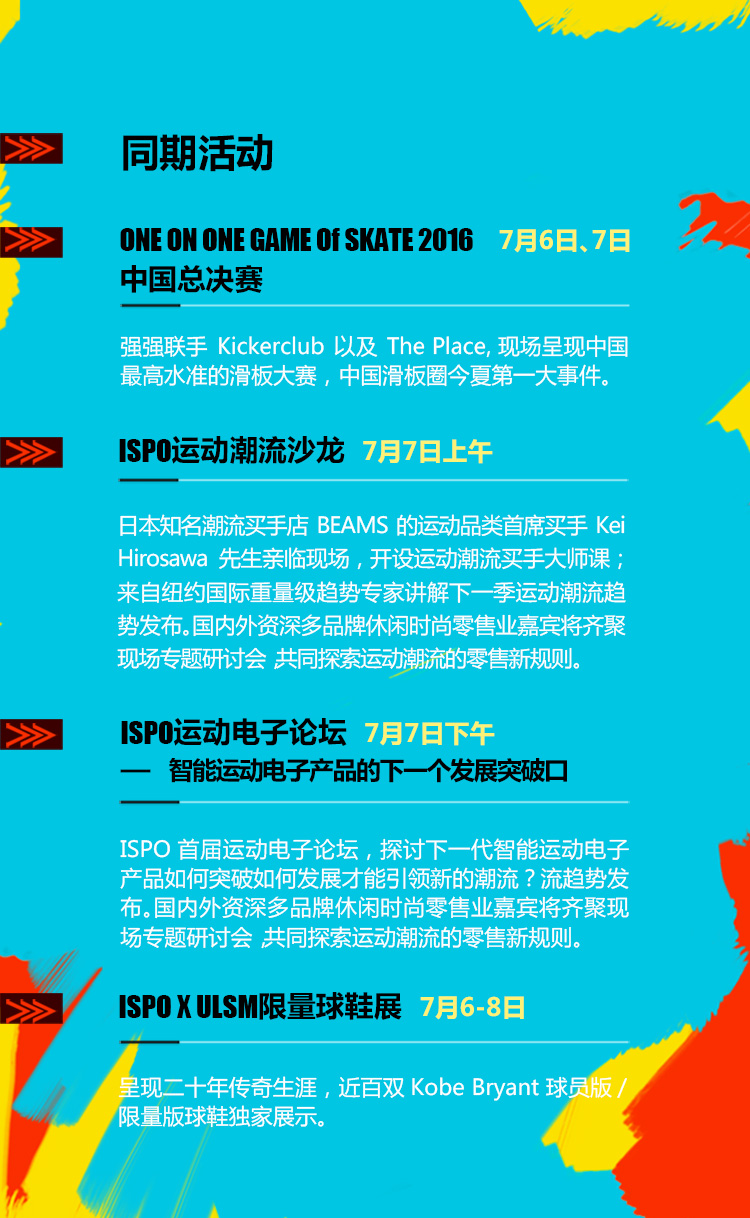 同期活动
ONE ON ONE GAME Of SKATE 2016 7月6日、7日
中国总决赛
强强联手 Kickerclub 以及 The Place, 现场呈现中国
最高水准的滑板大赛，中国滑板圈今夏第一大事件。
ISPO运动潮流沙龙 7月7日上午
日本知名潮流买手店 BEAMS 的运动品类首席买手 Kei
Hirosawa 先生亲临现场，开设运动潮流买手大师课；
来自纽约国际重量级趋势专家讲解下一季运动潮流趋
势发布。国内外资深多品牌休闲时尚零售业嘉宾将齐聚
现场专题研讨会，共同探索运动潮流的零售新规则。
ISPO运动电子论坛 7月7日下午
— 智能运动电子产品的下一个发展突破口
ISPO 首届运动电子论坛，探讨下一代智能运动电子
产品如何突破如何发展才能引领新的潮流？流趋势发
布。国内外资深多品牌休闲时尚零售业嘉宾将齐聚现
场专题研讨会，共同探索运动潮流的零售新规则。
ISPO X ULSM限量球鞋展 7月6-8日
呈现二十年传奇生涯，近百双 Kobe Bryant 球员版 /
限量版球鞋独家展示。